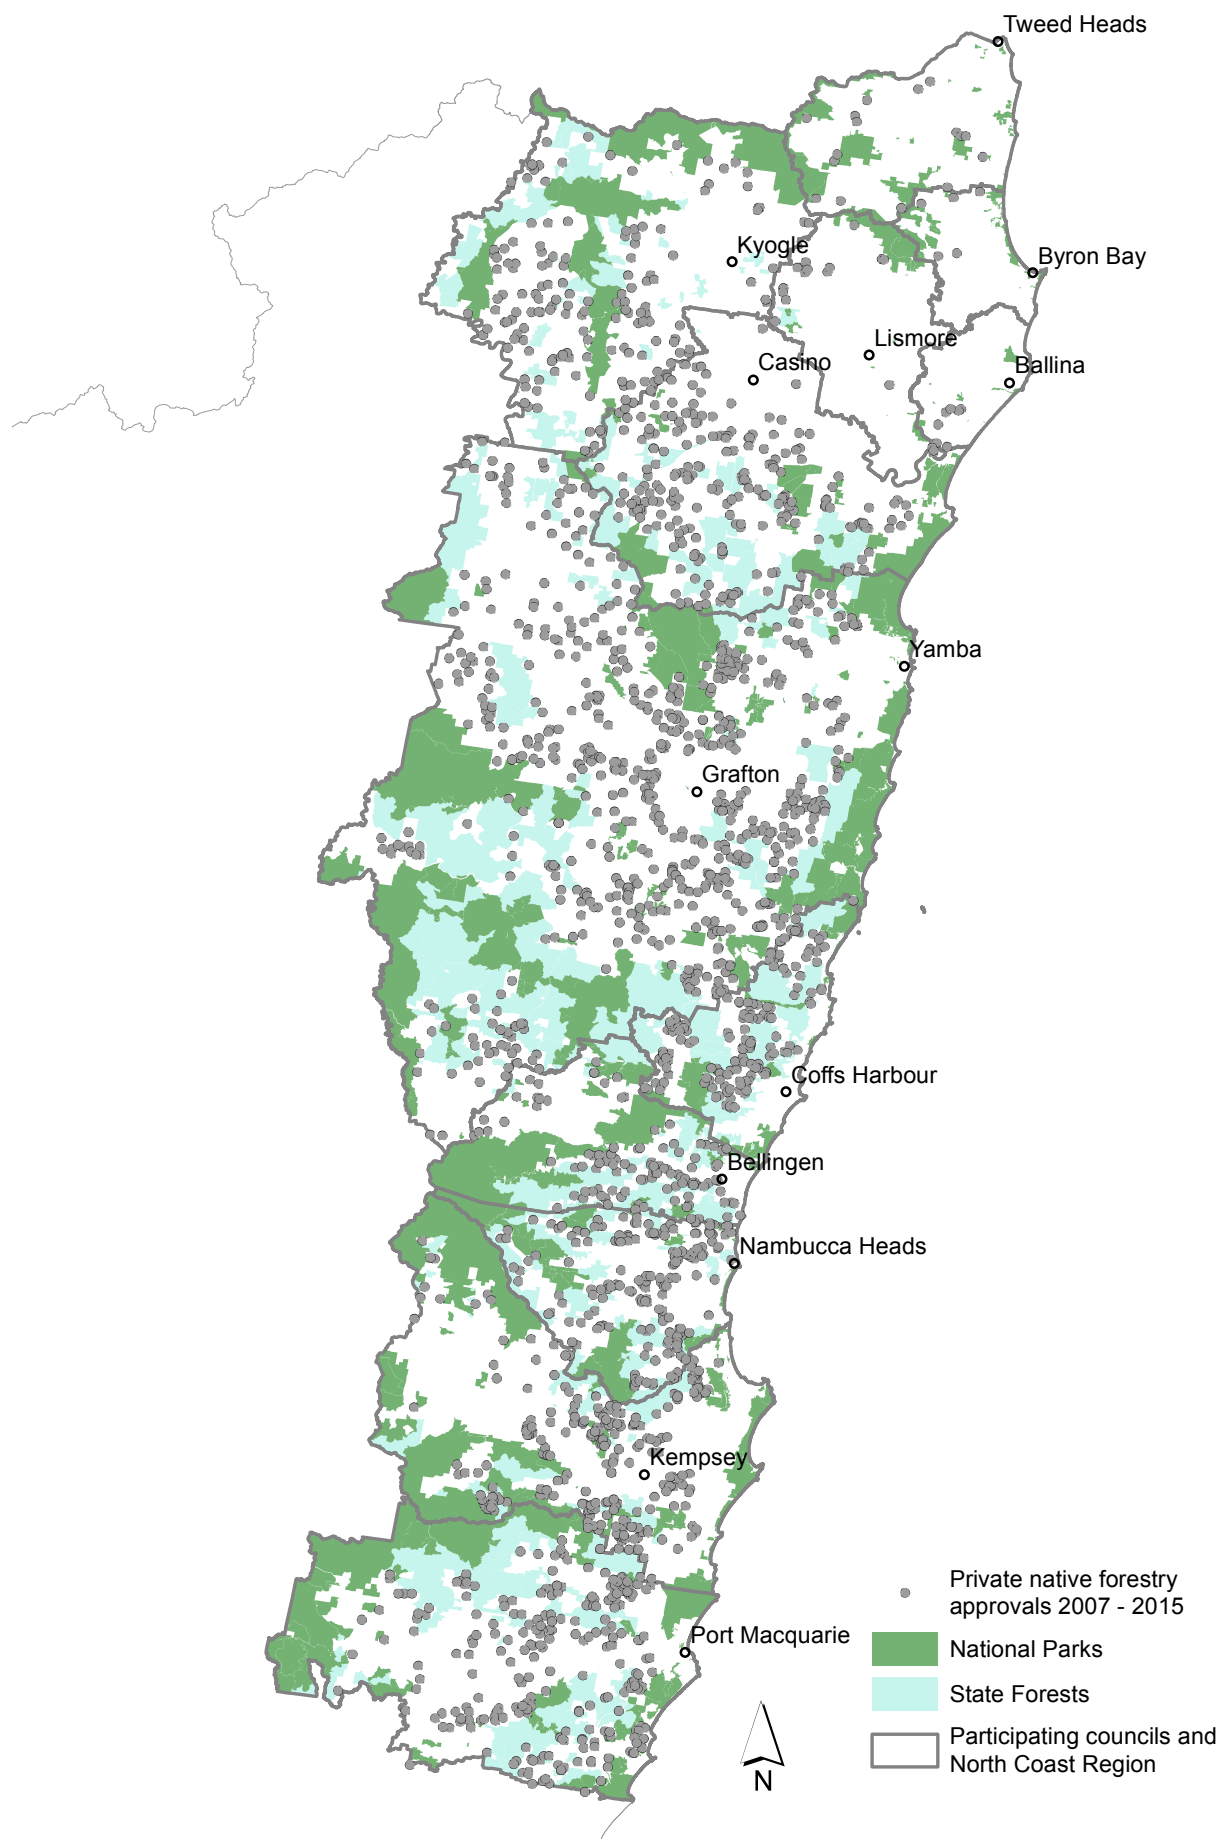 Tweed Heads
Kyogle
Byron Bay
Lismore
Casino
Ballina
Yamba
Grafton
Coffs Harbour
Bellingen
Nambucca Heads
Kempsey
Port Macquarie
Private native forestry
approvals 2007 - 2015
National Parks
State Forests
Participating councils and
North Coast Region
N